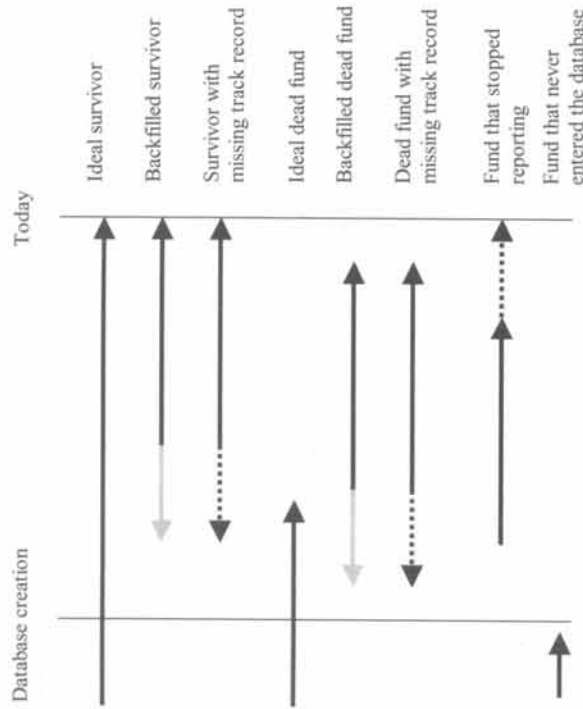 Database creation
Today
Ideal survivor
Backfilled survivor
Survivor with
missing track record
Ideal dead fund
Backfilled dead fund
Dead fund with
missing track record
Fund that stopped
reporting
Fund that never
entered the database